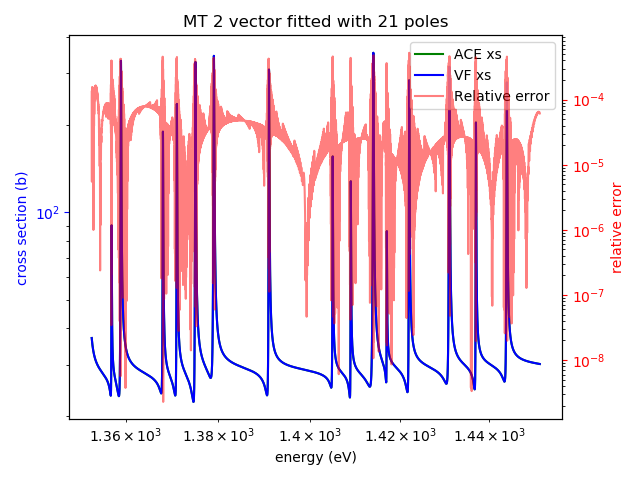 MT 2 vector fitted with 21 poles
ACE xs
VF xs
Relative error
cross section (b)
10²
relative error
10⁻⁴
10⁻⁵
10⁻⁶
10⁻⁷
10⁻⁸
1.36 × 10³ 1.38 × 10³ 1.4 × 10³ 1.42 × 10³ 1.44 × 10³
energy (eV)